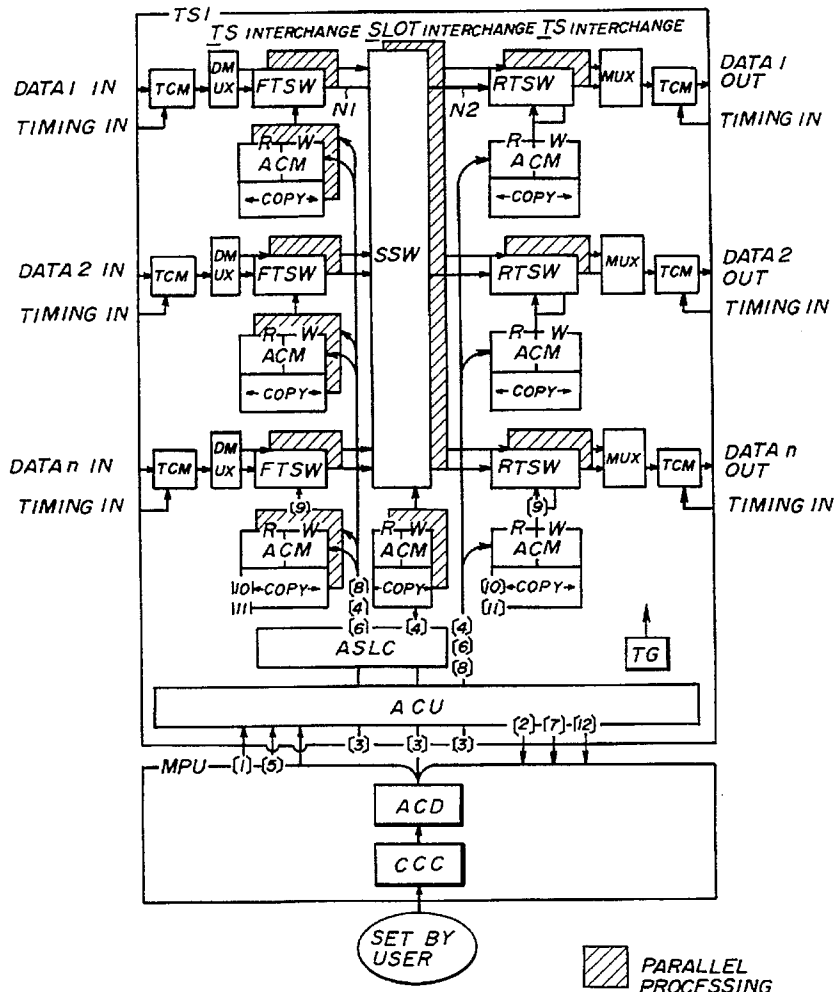 TSI
TS INTERCHANGE SLOT INTERCHANGE TS INTERCHANGE
DATA 1 IN
TCM
DM
UX
FTSW
N1
N2
RTSW
MUX
TCM
DATA 1
OUT
TIMING IN
TIMING IN
R W
ACM
COPY
R W
ACM
COPY
SSW
DATA 2 IN
TCM
DM
UX
FTSW
RTSW
MUX
TCM
DATA 2
OUT
TIMING IN
TIMING IN
R W
ACM
COPY
R W
ACM
COPY
DATA n IN
TCM
DM
UX
FTSW
RTSW
MUX
TCM
DATA n
OUT
TIMING IN
[9]
[9]
TIMING IN
R W
ACM
COPY
[10]
[11]
[8]
[4]
[6]
R W
ACM
COPY
[4]
R W
ACM
COPY
[10]
[11]
[4]
[6]
[8]
ASLC
TG
ACU
[1] [5]
[3] [3] [3]
[2] [7] [12]
MPU
ACD
CCC
SET BY
USER
PARALLEL
PROCESSING